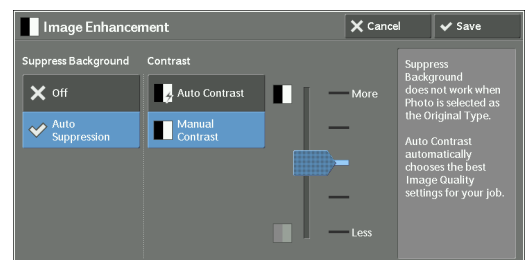 Image Enhancement
Cancel
Save
Suppress Background
Contrast
Off
Auto
Suppression
Auto Contrast
Manual
Contrast
More
Less
Suppress
Background
does not work when
Photo is selected as
the Original Type.
Auto Contrast
automatically
chooses the best
Image Quality
settings for your job.